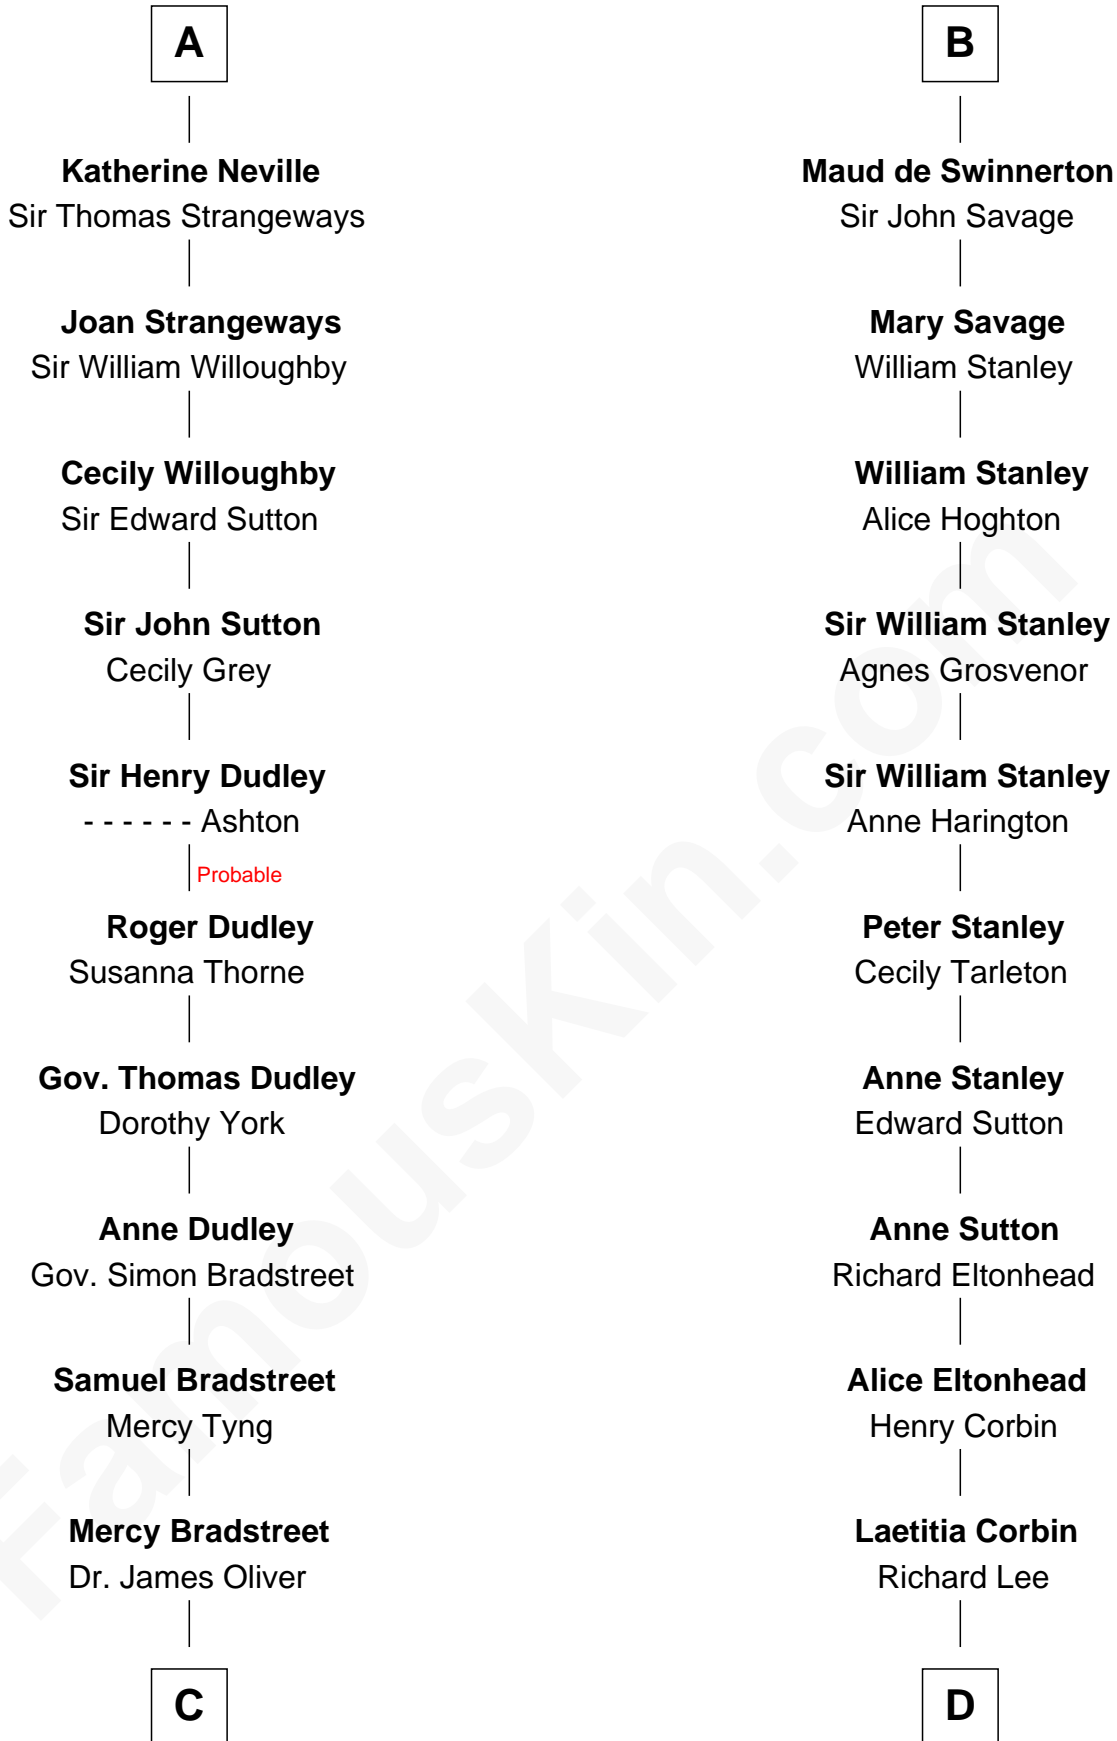 A
Katherine Neville
Sir Thomas Strangeways
Joan Strangeways
Sir William Willoughby
Cecily Willoughby
Sir Edward Sutton
Sir John Sutton
Cecily Grey
Sir Henry Dudley
- - - - - - Ashton
Probable
Roger Dudley
Susanna Thorne
Gov. Thomas Dudley
Dorothy York
Anne Dudley
Gov. Simon Bradstreet
Samuel Bradstreet
Mercy Tyng
Mercy Bradstreet
Dr. James Oliver
C
B
Maud de Swinnerton
Sir John Savage
Mary Savage
William Stanley
William Stanley
Alice Hoghton
Sir William Stanley
Agnes Grosvenor
Sir William Stanley
Anne Harington
Peter Stanley
Cecily Tarleton
Anne Stanley
Edward Sutton
Anne Sutton
Richard Eltonhead
Alice Eltonhead
Henry Corbin
Laetitia Corbin
Richard Lee
D
FamousKin.com